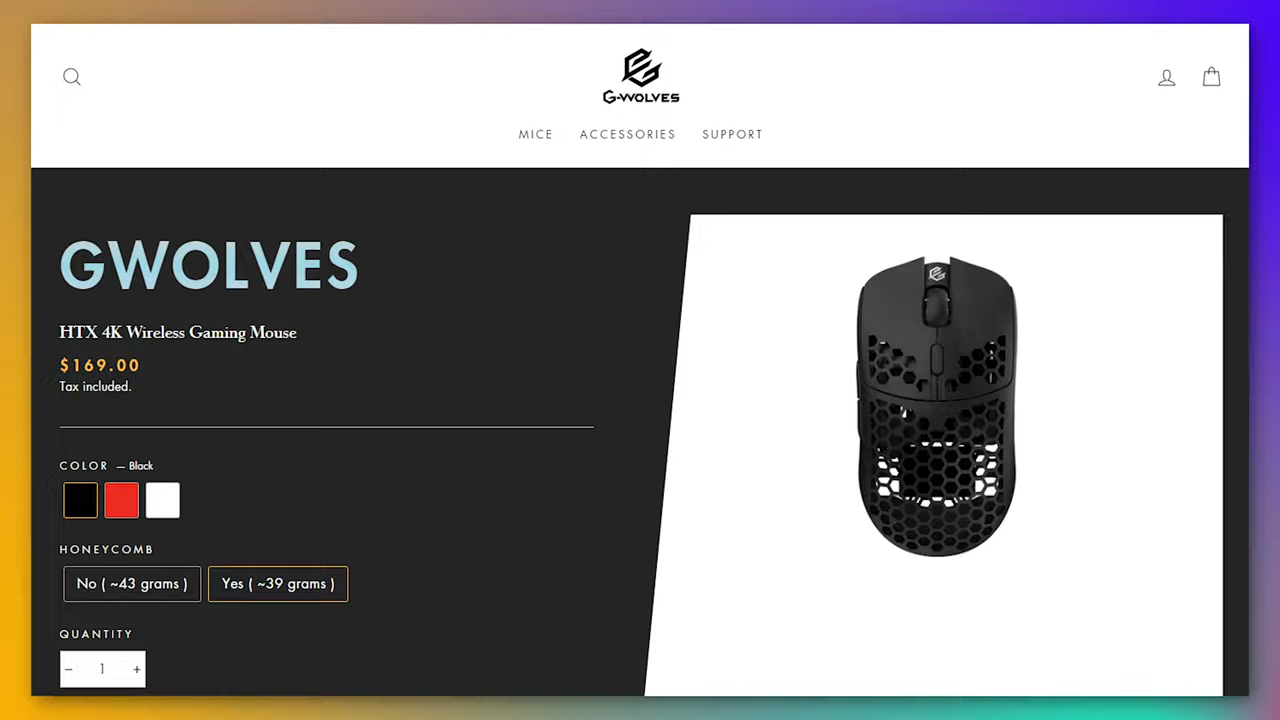 G-WOLVES
MICE ACCESSORIES SUPPORT
GWOLVES
HTX 4K Wireless Gaming Mouse
$169.00
Tax included.
COLOR — Black
HONEYCOMB
No ( ~43 grams ) Yes ( ~39 grams )
QUANTITY
− 1 +